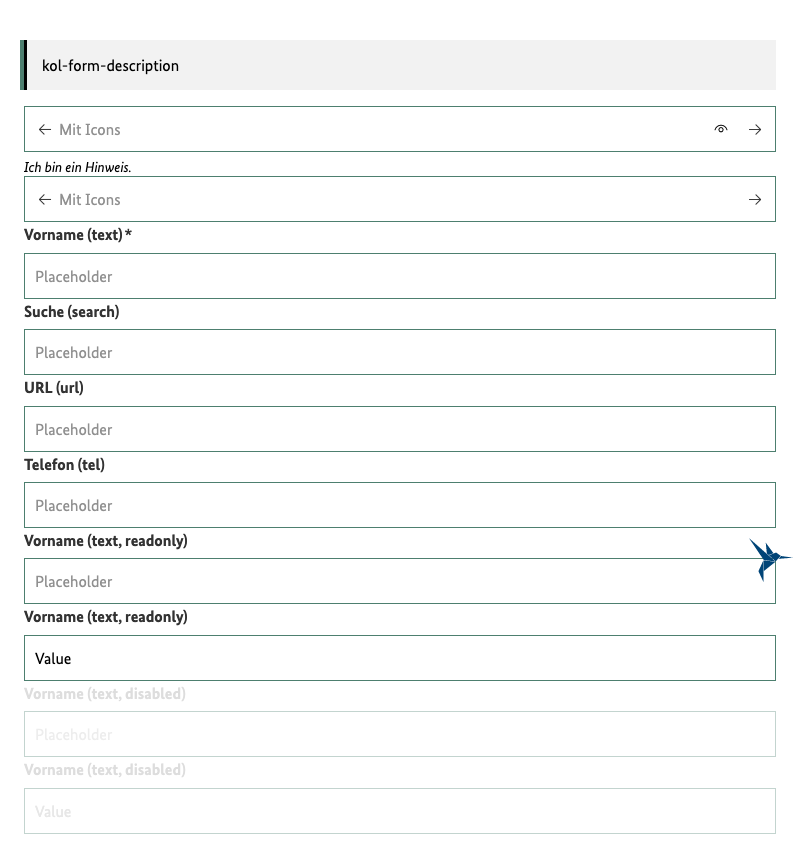 kol-form-description
Mit Icons
Ich bin ein Hinweis.
Mit Icons
Vorname (text)*
Placeholder
Suche (search)
Placeholder
URL (url)
Placeholder
Telefon (tel)
Placeholder
Vorname (text, readonly)
Placeholder
Vorname (text, readonly)
Value
Vorname (text, disabled)
Placeholder
Vorname (text, disabled)
Value